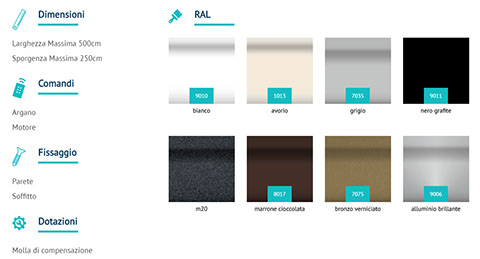 Dimensioni
Larghezza Massima 500cm
Sporgenza Massima 250cm
Comandi
Argano
Motore
Fissaggio
Parete
Soffitto
Dotazioni
Molla di compensazione
RAL
9010
1013
7035
9011
bianco
avorio
grigio
nero grafite
8017
7075
9006
m20
marrone cioccolata
bronzo verniciato
alluminio brillante